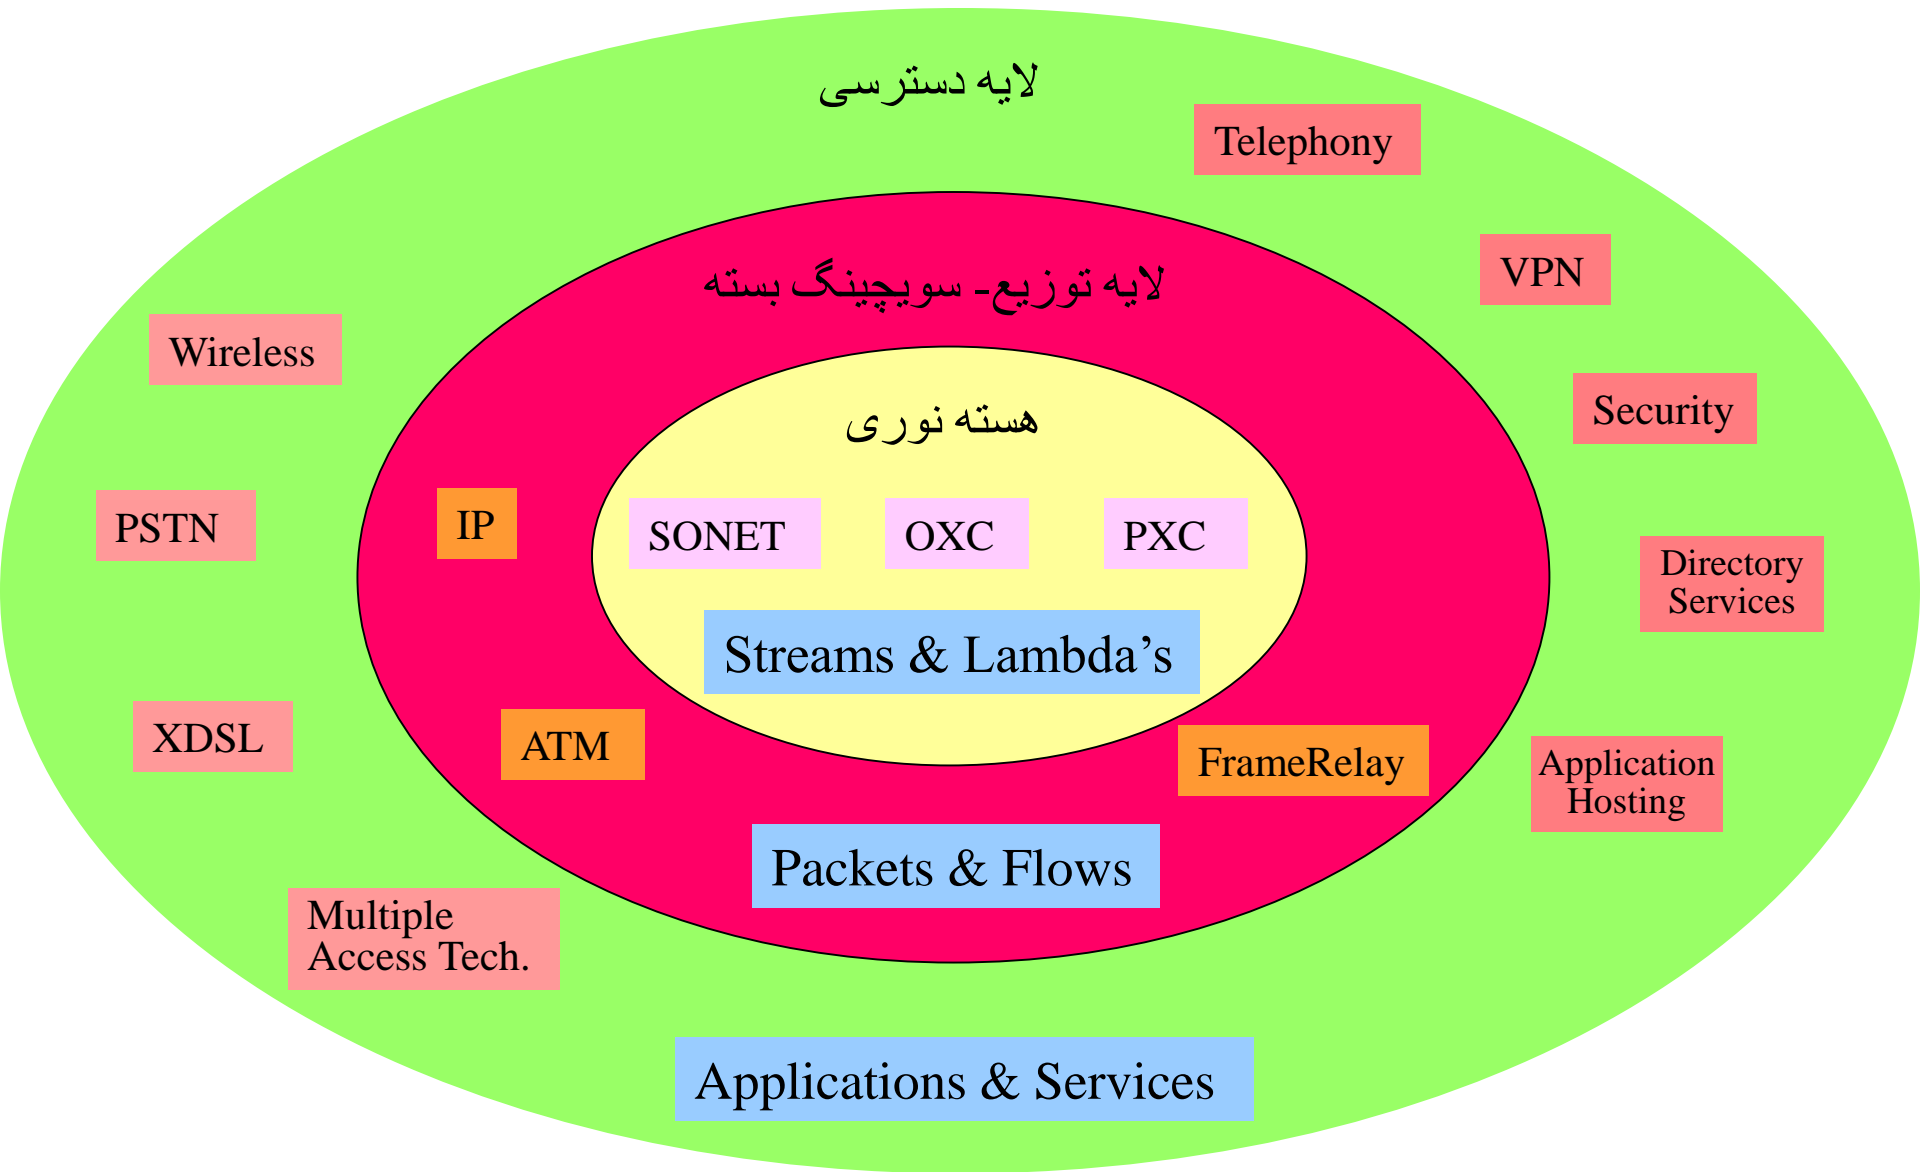 لایه دسترسی
Telephony
لایه توزیع- سویچینگ بسته
VPN
Wireless
Security
هسته نوری
PSTN
IP
SONET
OXC
PXC
Directory
Services
Streams & Lambda’s
XDSL
ATM
FrameRelay
Application
Hosting
Packets & Flows
Multiple
Access Tech.
Applications & Services